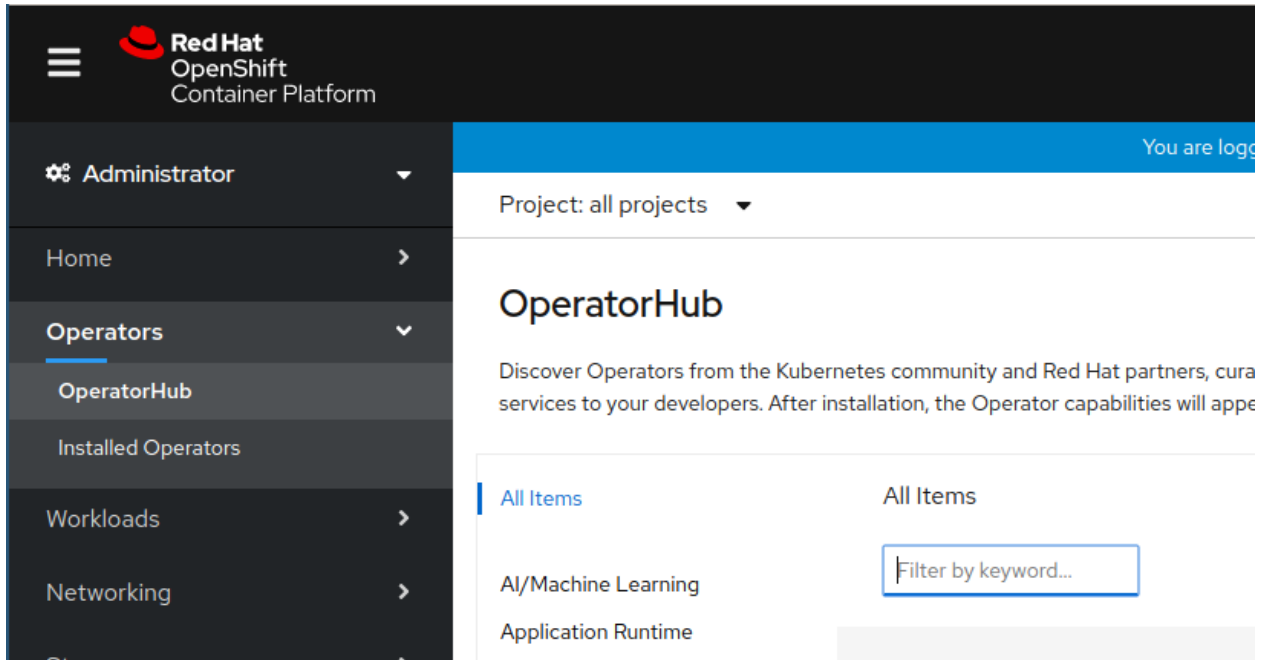 Red Hat
OpenShift
Container Platform
Administrator
Home
Operators
OperatorHub
Installed Operators
Workloads
Networking
You are logg
Project: all projects
OperatorHub
Discover Operators from the Kubernetes community and Red Hat partners, cura
services to your developers. After installation, the Operator capabilities will appe
All Items
AI/Machine Learning
Application Runtime
All Items
Filter by keyword...